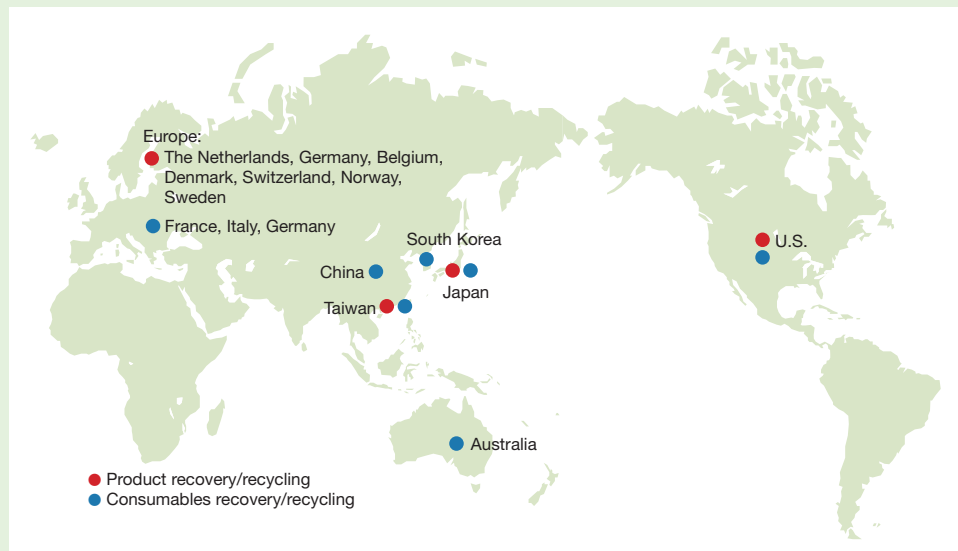 Europe:
The Netherlands, Germany, Belgium,
Denmark, Switzerland, Norway,
Sweden
France, Italy, Germany
South Korea
U.S.
China
Japan
Taiwan
Australia
Product recovery/recycling
Consumables recovery/recycling